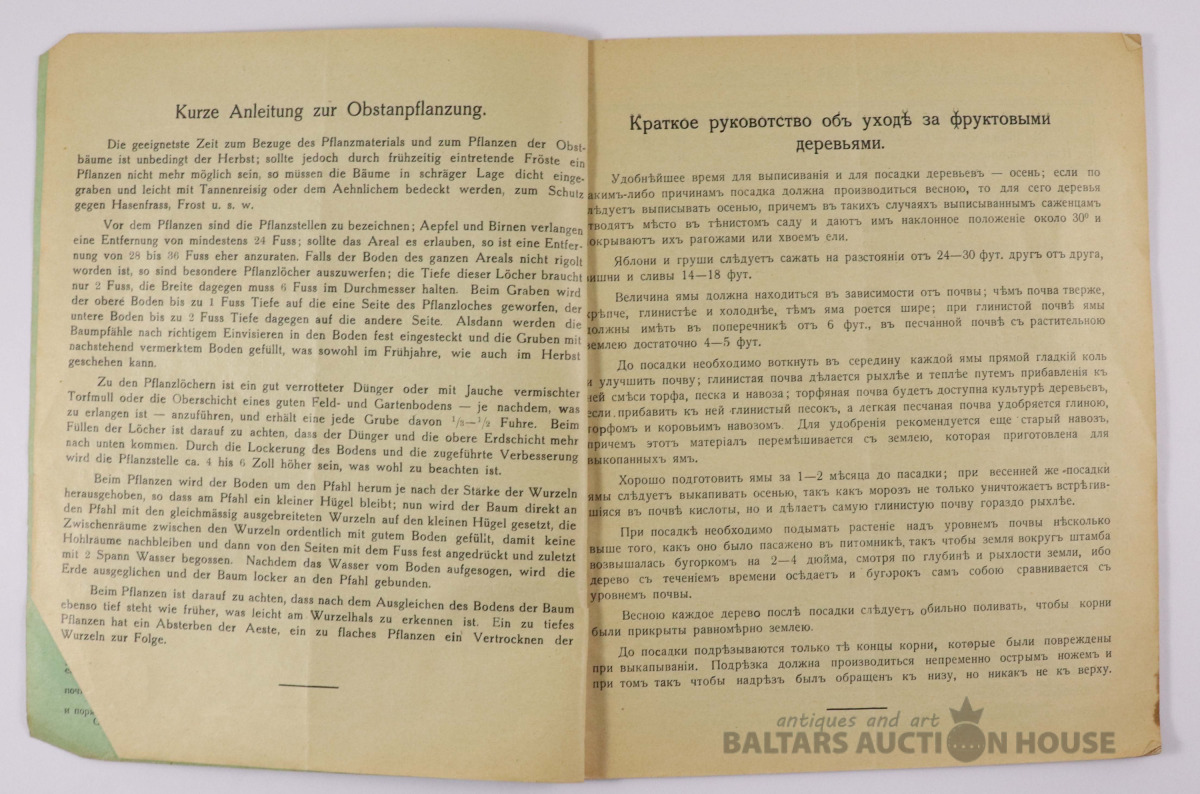 Kurze Anleitung zur Obstanpflanzung.
Die geeignetste Zeit zum Bezuge des Pflanzmaterials und zum Pflanzen der Obst-
bäume ist unbedingt der Herbst; sollte jedoch durch frühzeitig eintretende Fröste ein
Pflanzen nicht mehr möglich sein, so müssen die Bäume in schräger Lage dicht einge-
graben und leicht mit Tannenreisig oder dem Aehnlichem bedeckt werden, zum Schutz
gegen Hasenfrass, Frost u. s. w.
Vor dem Pflanzen sind die Pflanzstellen zu bezeichnen; Aepfel und Birnen verlangen
eine Entfernung von mindestens 24 Fuss; sollte das Areal es erlauben, so ist eine Entfer-
nung von 28 bis 36 Fuss eher anzuraten. Falls der Boden des ganzen Areals nicht rigolt
worden ist, so sind besondere Pflanzlöcher auszuwerfen; die Tiefe dieser Löcher braucht
nur 2 Fuss, die Breite dagegen muss 6 Fuss im Durchmesser halten. Beim Graben wird
der obere Boden bis zu 1 Fuss Tiefe auf die eine Seite des Pflanzloches geworfen, der
untere Boden bis zu 2 Fuss Tiefe dagegen auf die andere Seite. Alsdann werden die
Baumpfähle nach richtigem Einvisieren in den Boden fest eingesteckt und die Gruben mit
nachstehend vermerktem Boden gefüllt, was sowohl im Frühjahre, wie auch im Herbst
geschehen kann.
Zu den Pflanzlöchern ist ein gut verrotteter Dünger oder mit Jauche vermischter
Torfmull oder die Oberschicht eines guten Feld- und Gartenbodens — je nachdem, was
zu erlangen ist — anzuführen, und erhält eine jede Grube davon 1/3—1/2 Fuhre. Beim
Füllen der Löcher ist darauf zu achten, dass der Dünger und die obere Erdschicht mehr
nach unten kommen. Durch die Lockerung des Bodens und die zugeführte Verbesserung
wird die Pflanzstelle ca. 4 his 6 Zoll höher sein, was wohl zu beachten ist.
Beim Pflanzen wird der Boden um den Pfahl herum je nach der Stärke der Wurzeln
herausgehoben, so dass am Pfahl ein kleiner Hügel bleibt; nun wird der Baum direkt an
den Pfahl mit den gleichmässig ausgebreiteten Wurzeln auf den kleinen Hügel gesetzt, die
Zwischenräume zwischen den Wurzeln ordentlich mit gutem Boden gefüllt, damit keine
Hohlräume nachbleiben und dann von den Seiten mit dem Fuss fest angedrückt und zuletzt
mit 2 Spann Wasser begossen. Nachdem das Wasser vom Boden aufgesogen, wird die
Erde ausgeglichen und der Baum locker an den Pfahl gebunden.
Beim Pflanzen ist darauf zu achten, dass nach dem Ausgleichen des Bodens der Baum
ebenso tief steht wie früher, was leicht am Wurzelhals zu erkennen ist. Ein zu tiefes
Pflanzen hat ein Absterben der Aeste, ein zu flaches Pflanzen ein Vertrocknen der
Wurzeln zur Folge.
Краткое руковотство объ уходѣ за фруктовыми
деревьями.
Удобнѣйшее время для выписиванія и для посадки деревьевъ — осень; если по
акимъ-либо причинамъ посадка должна производиться весною, то для сего деревья
лѣдуетъ выписывать осенью, причемъ въ такихъ случаяхъ выписываннымъ саженцамъ
тводятъ мѣсто въ тѣнистомъ саду и даютъ имъ наклонное положеніе около 30º и
окрываютъ ихъ рагожами или хвоемъ ели.
Яблони и груши слѣдуетъ сажать на разстояніи отъ 24—30 фут. другъ отъ друга,
ишни и сливы 14—18 фут.
Величина ямы должна находиться въ зависимости отъ почвы; чѣмъ почва тверже,
крѣпче, глинистѣе и холоднѣе, тѣмъ яма роется шире; при глинистой почвѣ ямы
должны имѣть въ поперечникѣ отъ 6 фут., въ песчанной почвѣ съ растительною
землею достаточно 4—5 фут.
До посадки необходимо воткнуть въ середину каждой ямы прямой гладкій коль
и улучшить почву; глинистая почва дѣлается рыхлѣе и теплѣе путемъ прибавленія къ
ней смѣси торфа, песка и навоза; торфяная почва будетъ доступна культурѣ деревьевъ,
если прибавить къ ней глинистый песокъ, а легкая песчаная почва удобряется глиною,
торфомъ и коровьимъ навозомъ. Для удобренія рекомендуется еще старый навозъ,
причемъ этотъ матеріалъ перемѣшивается съ землею, которая приготовлена для
выкопанныхъ ямъ.
Хорошо подготовить ямы за 1—2 мѣсяца до пасадки; при весенней же посадки
ямы слѣдуетъ выкапивать осенью, такъ какъ морозъ не только уничтожаетъ встрѣгив-
шіяся въ почвѣ кислоты, но и дѣлаетъ самую глинистую почву гораздо рыхлѣе.
При посадкѣ необходимо подымать растеніе надъ уровнемъ почвы нѣсколько
выше того, какъ оно было пасажено въ питомникѣ, такъ чтобы земля вокругъ штамба
возвышалась бугоркомъ на 2—4 дюйма, смотря по глубинѣ и рыхлости земли, ибо
дерево съ теченіемъ времени осѣдаетъ и бугорокъ самъ собою сравнивается съ
уровнемъ почвы.
Весною каждое дерево послѣ посадки слѣдуетъ обильно поливать, чтобы корни
были прикрыты равномѣрно землею.
До посадки подрѣзываются только тѣ концы корни, которые были повреждены
при выкапываніи. Подрѣзка должна производиться непременно острымъ ножемъ и
при томъ такъ чтобы надрѣзъ былъ обращенъ къ низу, но никакъ не къ верху.
antiques and art
BALTARS AUCTION HOUSE